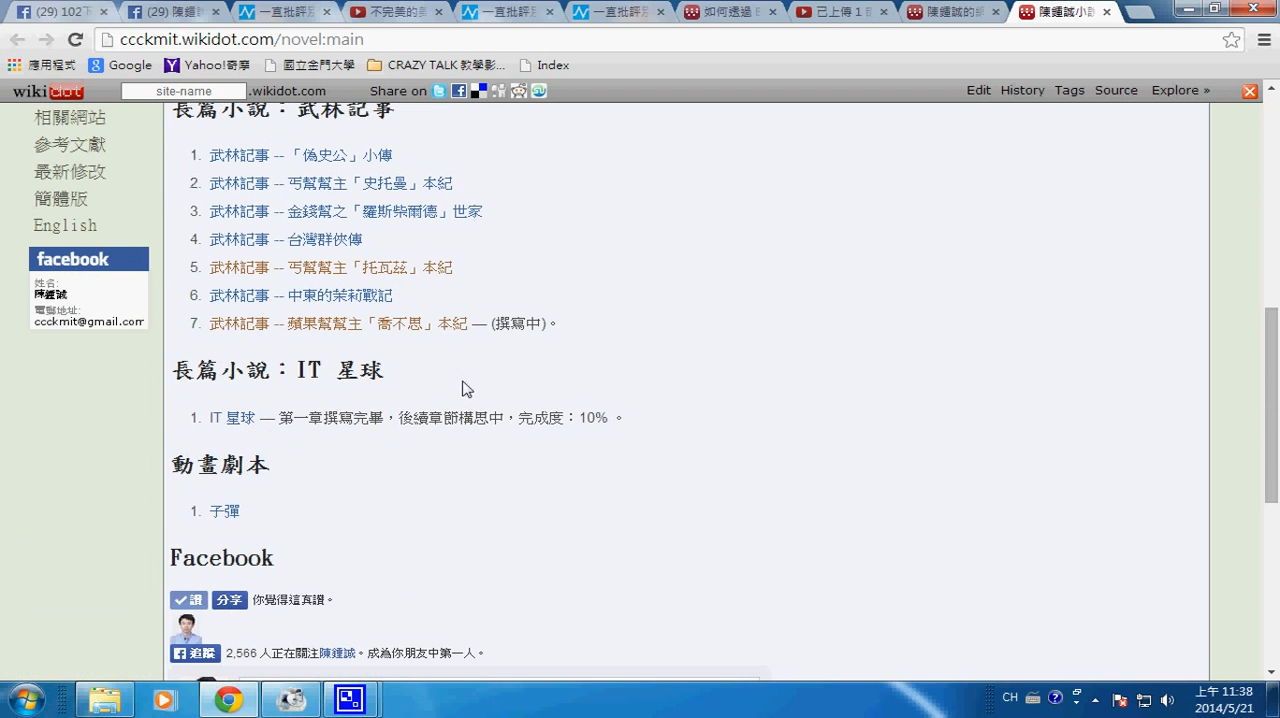 (29) 102下
(29) 陳鍾誠
一直批評別
不完美的美
一直批評別
一直批評別
如何透過 E
已上傳 1 部
陳鍾誠的網
陳鍾誠小說
ccckmit.wikidot.com/novel:main
應用程式 Google Yahoo!奇摩 國立金門大學 CRAZY TALK 教學影... Index
wikidot site-name .wikidot.com Share on Edit History Tags Source Explore »
相關網站
參考文獻
最新修改
簡體版
English
facebook
姓名:
陳鍾誠
電郵地址:
ccckmit@gmail.com
長篇小說：武林記事
1. 武林記事 -- 「偽史公」小傳
2. 武林記事 -- 丐幫幫主「史托曼」本紀
3. 武林記事 -- 金錢幫之「羅斯柴爾德」世家
4. 武林記事 -- 台灣群俠傳
5. 武林記事 -- 丐幫幫主「托瓦茲」本紀
6. 武林記事 -- 中東的茉莉戰記
7. 武林記事 -- 蘋果幫幫主「喬不思」本紀 — (撰寫中)。
長篇小說：IT 星球
1. IT 星球 — 第一章撰寫完畢，後續章節構思中，完成度：10% 。
動畫劇本
1. 子彈
Facebook
讚 分享 你覺得這真讚。
追蹤 2,566 人正在關注陳鍾誠。成為你朋友中第一人。
CH
上午 11:38
2014/5/21